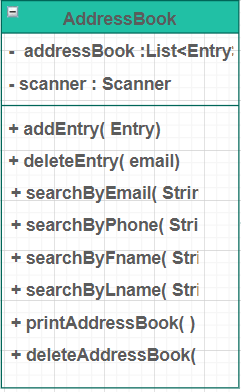 AddressBook
- addressBook :List<Entry>
- scanner : Scanner
+ addEntry( Entry)
+ deleteEntry( email)
+ searchByEmail( Strin
+ searchByPhone( Stri
+ searchByFname( Stri
+ searchByLname( Stri
+ printAddressBook( )
+ deleteAddressBook(